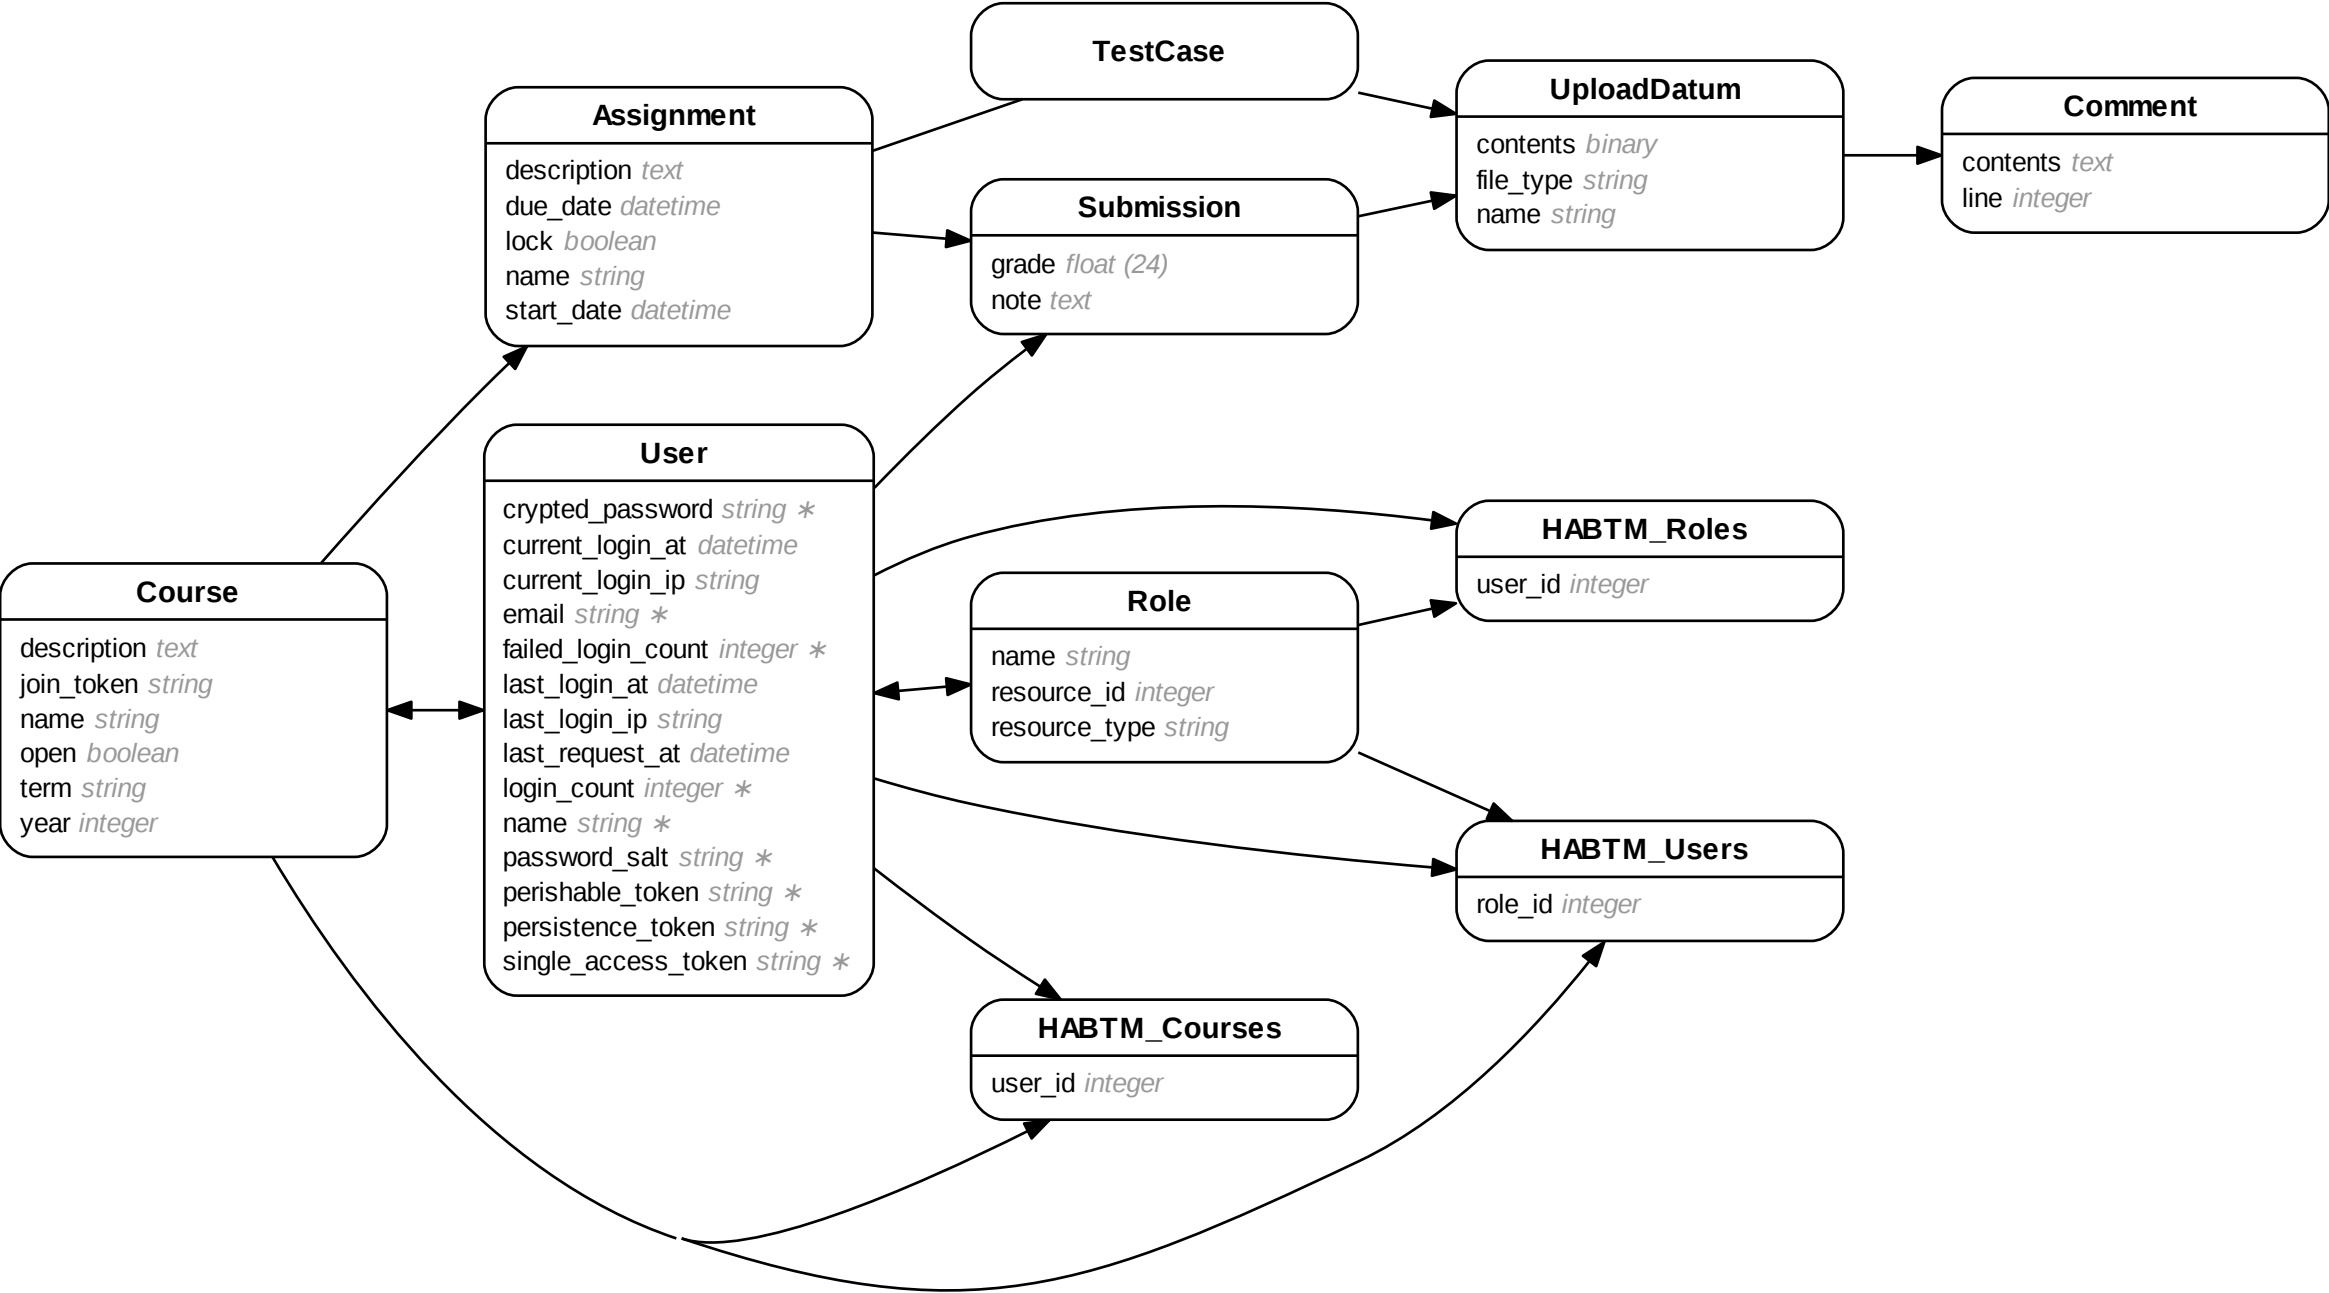 TestCase
Assignment
description text
due_date datetime
lock boolean
name string
start_date datetime
UploadDatum
contents binary
file_type string
name string
Comment
contents text
line integer
Submission
grade float (24)
note text
User
crypted_password string ∗
current_login_at datetime
current_login_ip string
email string ∗
failed_login_count integer ∗
last_login_at datetime
last_login_ip string
last_request_at datetime
login_count integer ∗
name string ∗
password_salt string ∗
perishable_token string ∗
persistence_token string ∗
single_access_token string ∗
HABTM_Roles
user_id integer
Course
description text
join_token string
name string
open boolean
term string
year integer
Role
name string
resource_id integer
resource_type string
HABTM_Users
role_id integer
HABTM_Courses
user_id integer